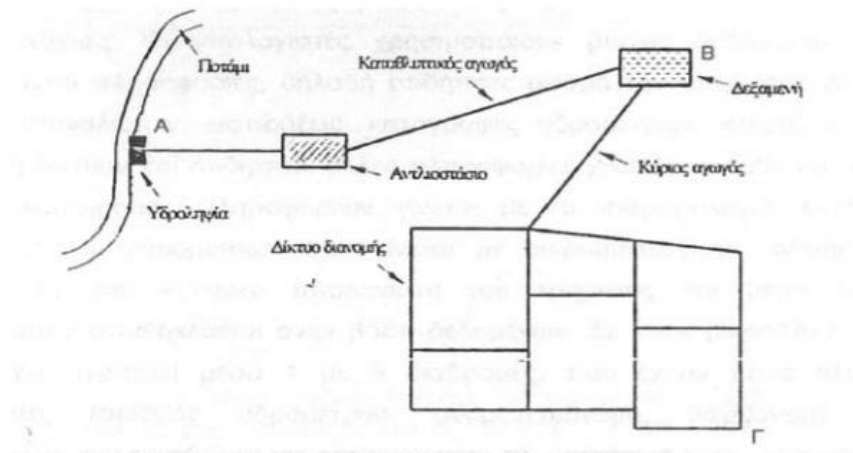 Ποτάμι
Καταθλιπτικός αγωγός
Β
Δεξαμενή
Α
Αντλιοστάσιο
Κύριος αγωγός
Υδροληψία
Δίκτυο διανομής
Γ